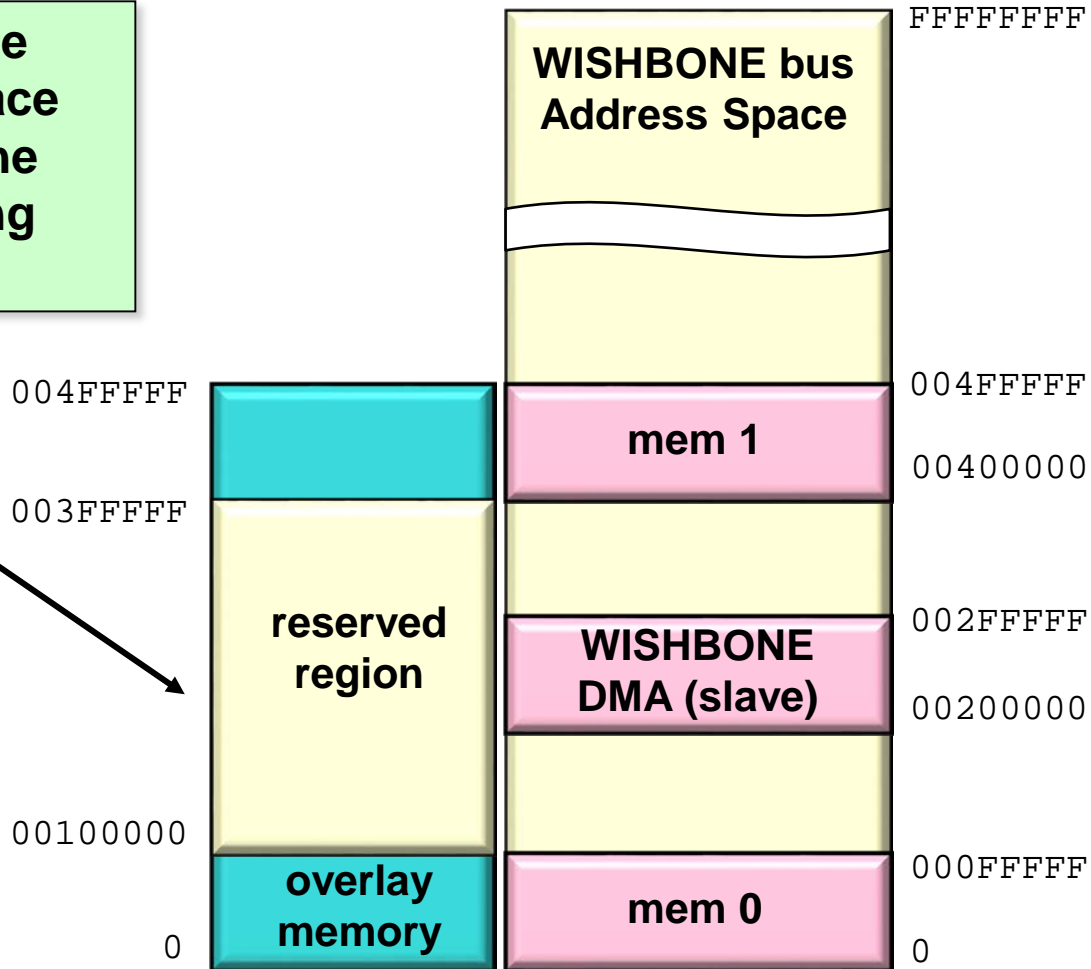 e
ace
ne
ng
WISHBONE bus
Address Space
FFFFFFFF
004FFFFF
003FFFFF
reserved
region
00100000
overlay
memory
0
mem 1
004FFFFF
00400000
WISHBONE
DMA (slave)
002FFFFF
00200000
mem 0
000FFFFF
0